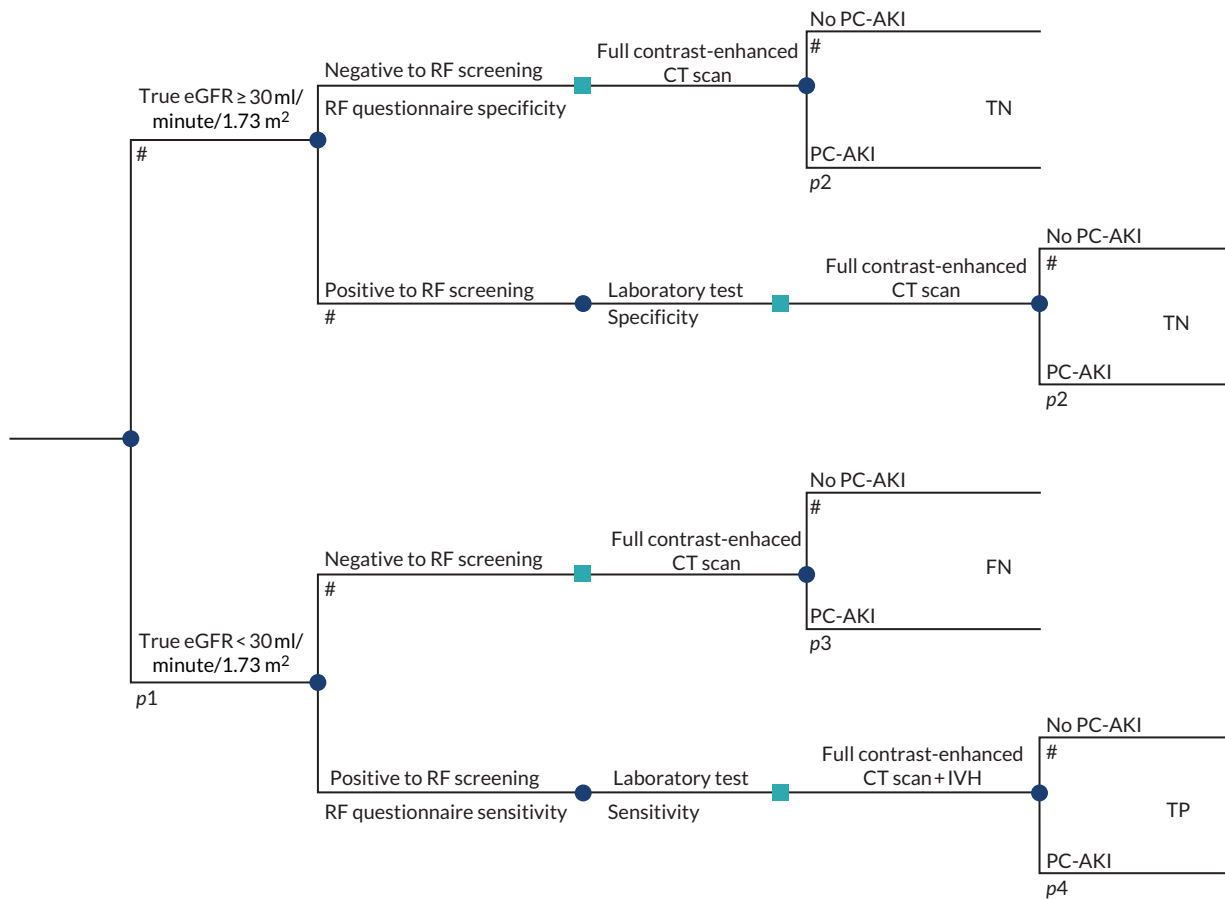 No PC-AKI
#
Full contrast-enhanced
CT scan
Negative to RF screening
RF questionnaire specificity
True eGFR ≥ 30 ml/
minute/1.73 m²
#
TN
PC-AKI
p2
No PC-AKI
#
Full contrast-enhanced
CT scan
Positive to RF screening
#
Laboratory test
Specificity
TN
PC-AKI
p2
No PC-AKI
#
Full contrast-enhaced
CT scan
Negative to RF screening
#
FN
PC-AKI
p3
True eGFR < 30 ml/
minute/1.73 m²
p1
No PC-AKI
#
Full contrast-enhanced
CT scan + IVH
Positive to RF screening
RF questionnaire sensitivity
Laboratory test
Sensitivity
TP
PC-AKI
p4